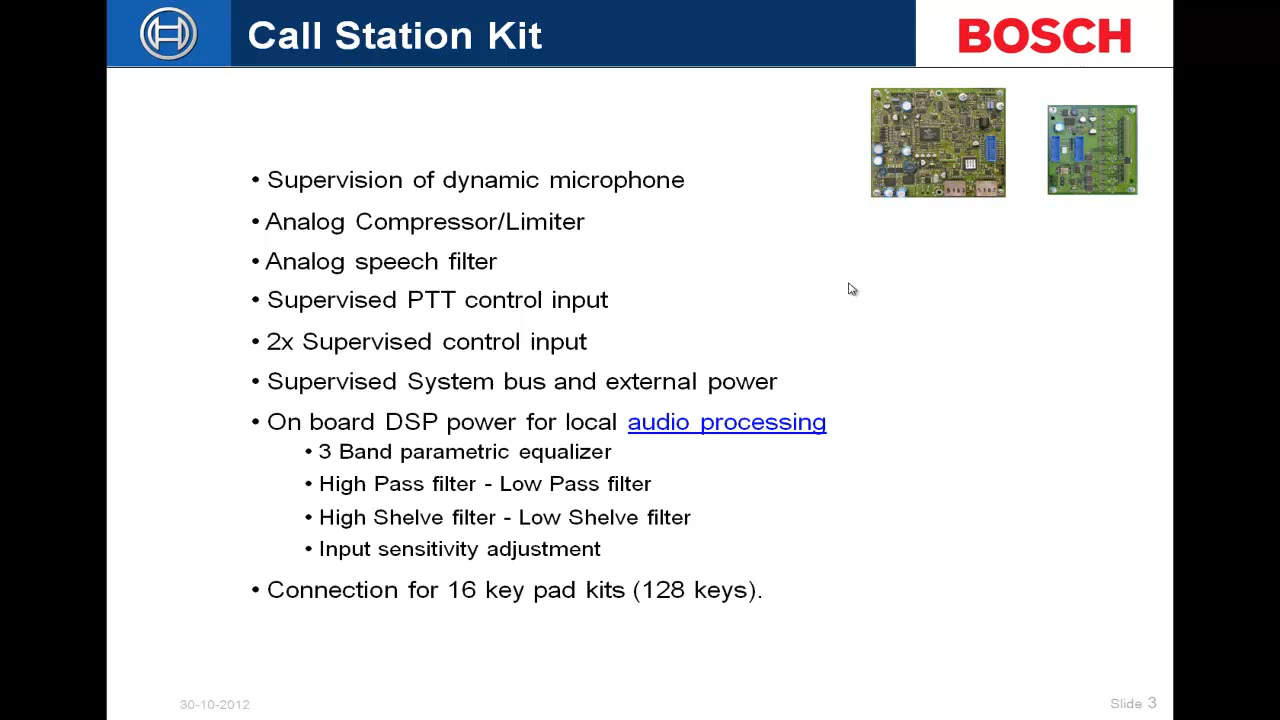 Call Station Kit
BOSCH
• Supervision of dynamic microphone
• Analog Compressor/Limiter
• Analog speech filter
• Supervised PTT control input
• 2x Supervised control input
• Supervised System bus and external power
• On board DSP power for local audio processing
• 3 Band parametric equalizer
• High Pass filter - Low Pass filter
• High Shelve filter - Low Shelve filter
• Input sensitivity adjustment
• Connection for 16 key pad kits (128 keys).
30-10-2012
Slide 3